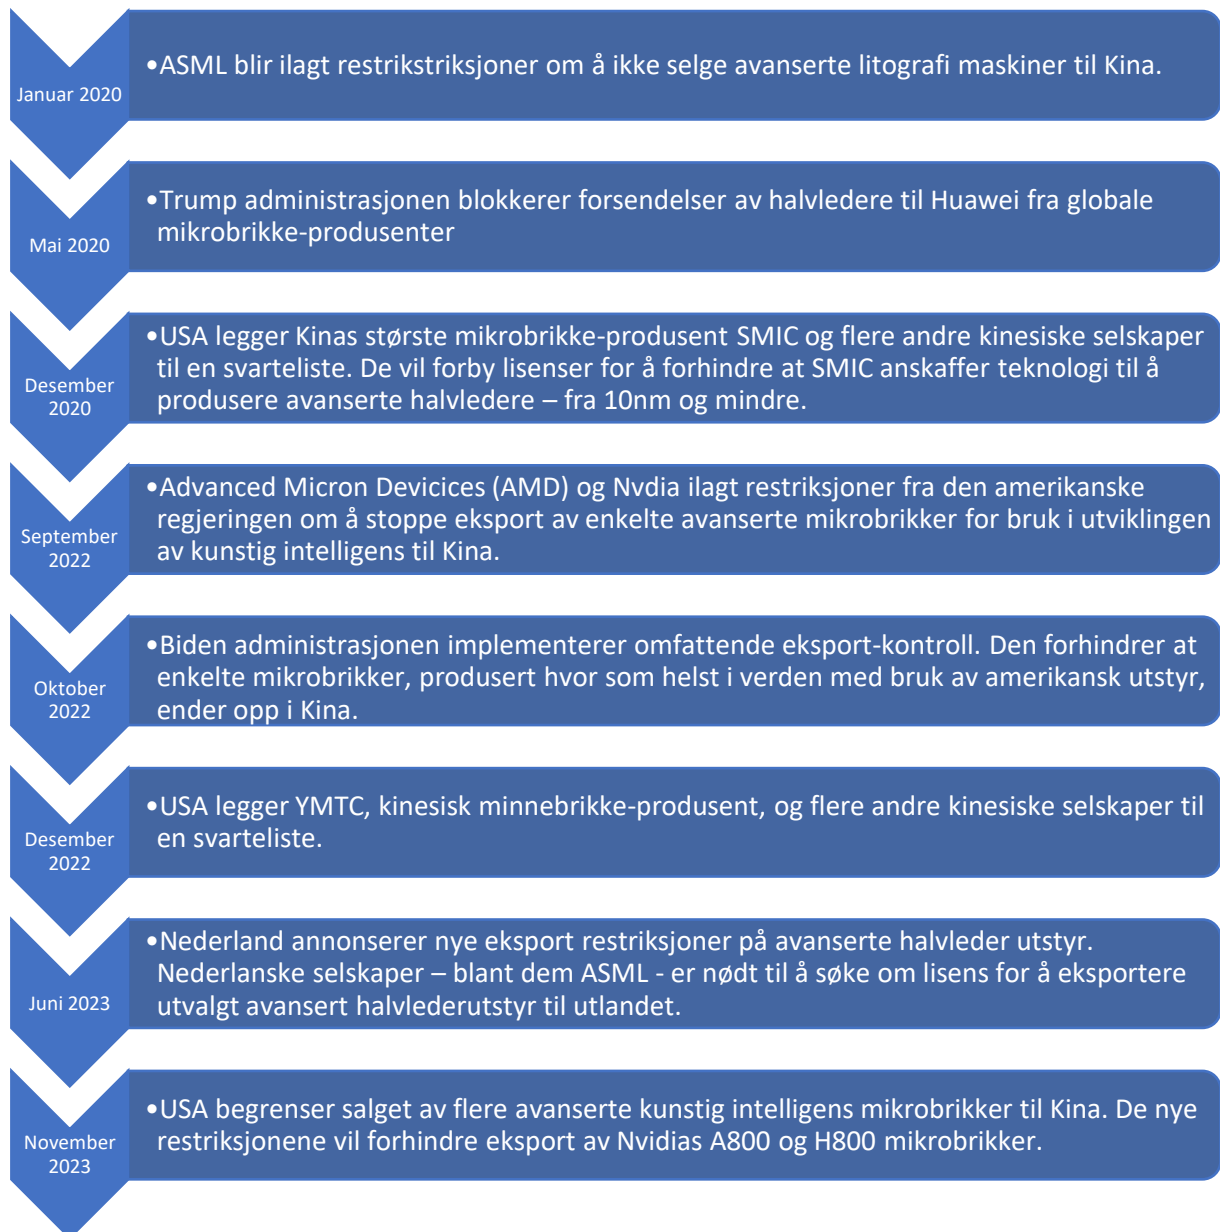 Januar 2020
•ASML blir ilagt restrikstriksjoner om å ikke selge avanserte litografi maskiner til Kina.
Mai 2020
•Trump administrasjonen blokkerer forsendelser av halvledere til Huawei fra globale
mikrobrikke-produsenter
Desember
2020
•USA legger Kinas største mikrobrikke-produsent SMIC og flere andre kinesiske selskaper
til en svarteliste. De vil forby lisenser for å forhindre at SMIC anskaffer teknologi til å
produsere avanserte halvledere – fra 10nm og mindre.
September
2022
•Advanced Micron Devicices (AMD) og Nvdia ilagt restriksjoner fra den amerikanske
regjeringen om å stoppe eksport av enkelte avanserte mikrobrikker for bruk i utviklingen
av kunstig intelligens til Kina.
Oktober
2022
•Biden administrasjonen implementerer omfattende eksport-kontroll. Den forhindrer at
enkelte mikrobrikker, produsert hvor som helst i verden med bruk av amerikansk utstyr,
ender opp i Kina.
Desember
2022
•USA legger YMTC, kinesisk minnebrikke-produsent, og flere andre kinesiske selskaper til
en svarteliste.
Juni 2023
•Nederland annonserer nye eksport restriksjoner på avanserte halvleder utstyr.
Nederlanske selskaper – blant dem ASML - er nødt til å søke om lisens for å eksportere
utvalgt avansert halvlederutstyr til utlandet.
November
2023
•USA begrenser salget av flere avanserte kunstig intelligens mikrobrikker til Kina. De nye
restriksjonene vil forhindre eksport av Nvidias A800 og H800 mikrobrikker.